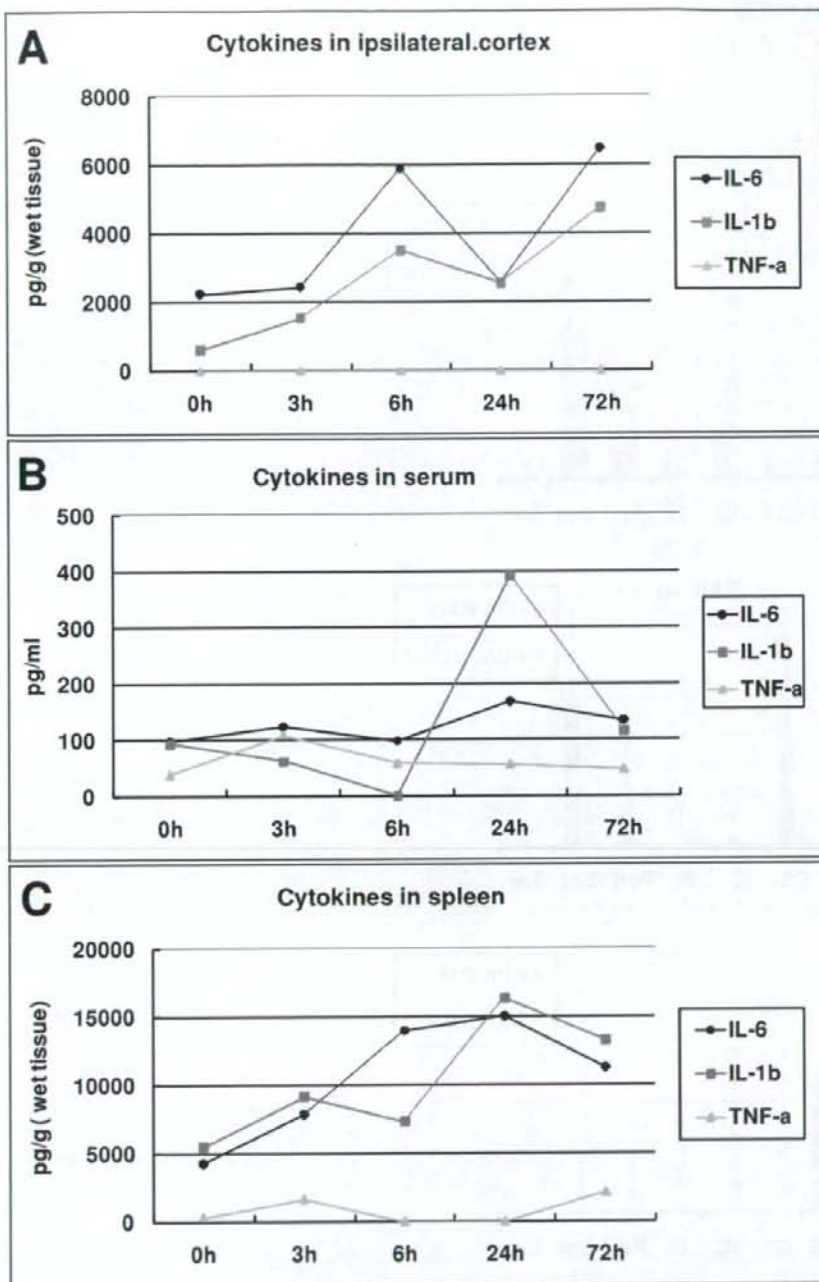 A
Cytokines in ipsilateral.cortex
pg/g (wet tissue)
8000
6000
4000
2000
0
0h 3h 6h 24h 72h
IL-6
IL-1b
TNF-a
B
Cytokines in serum
pg/ml
500
400
300
200
100
0
0h 3h 6h 24h 72h
IL-6
IL-1b
TNF-a
C
Cytokines in spleen
pg/g ( wet tissue)
20000
15000
10000
5000
0
0h 3h 6h 24h 72h
IL-6
IL-1b
TNF-a